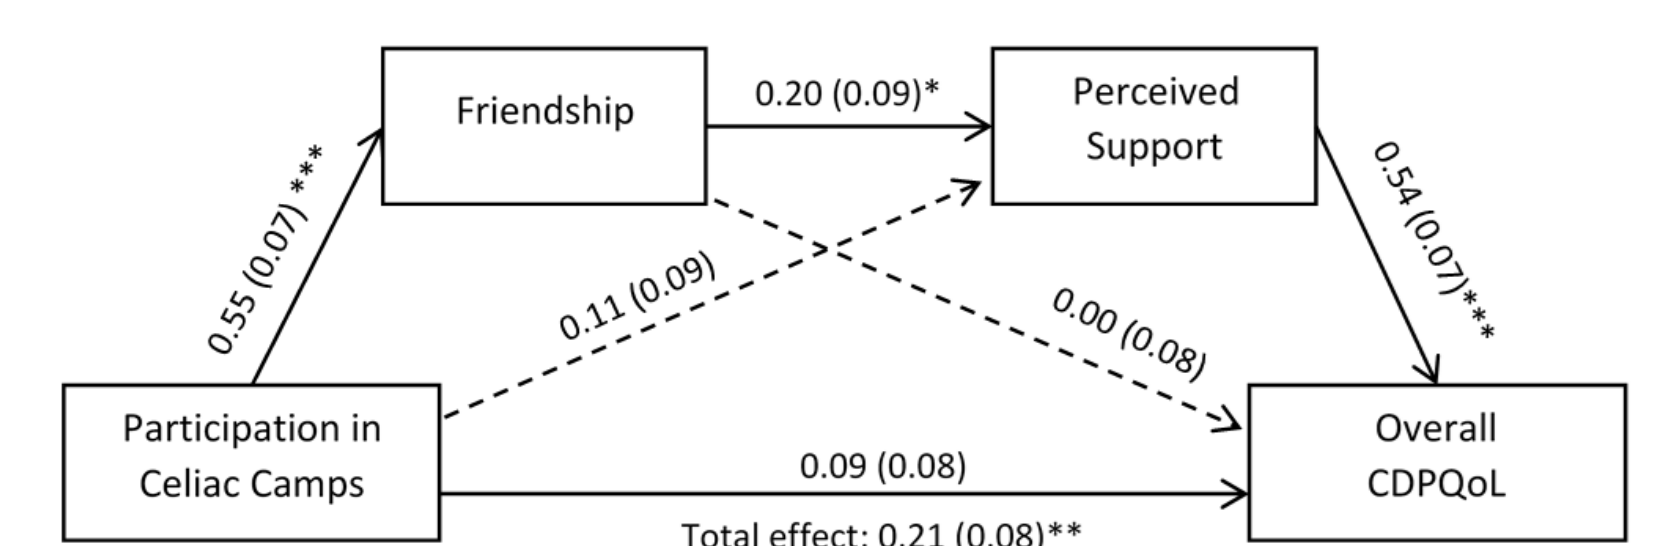 Friendship
0.20 (0.09)*
Perceived
Support
0.55 (0.07) ***
0.54 (0.07)***
0.11 (0.09)
0.00 (0.08)
Participation in
Celiac Camps
0.09 (0.08)
Overall
CDPQoL
Total effect: 0.21 (0.08)**